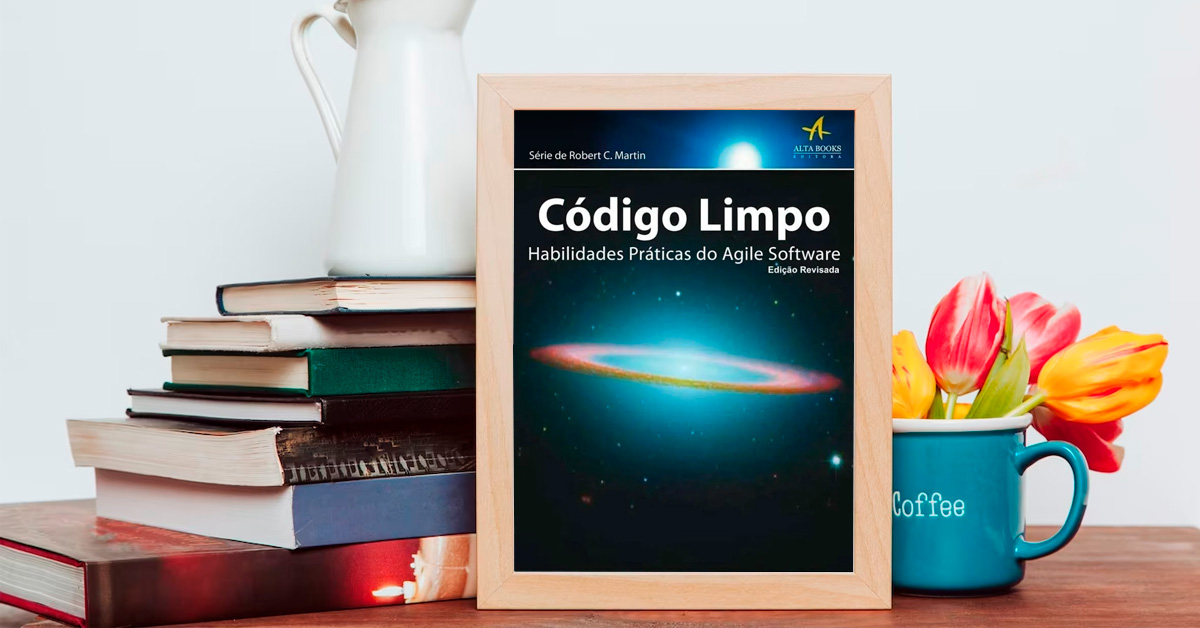 Série de Robert C. Martin
ALTA BOOKS
EDITORA
Código Limpo
Habilidades Práticas do Agile Software
Edição Revisada
Coffee